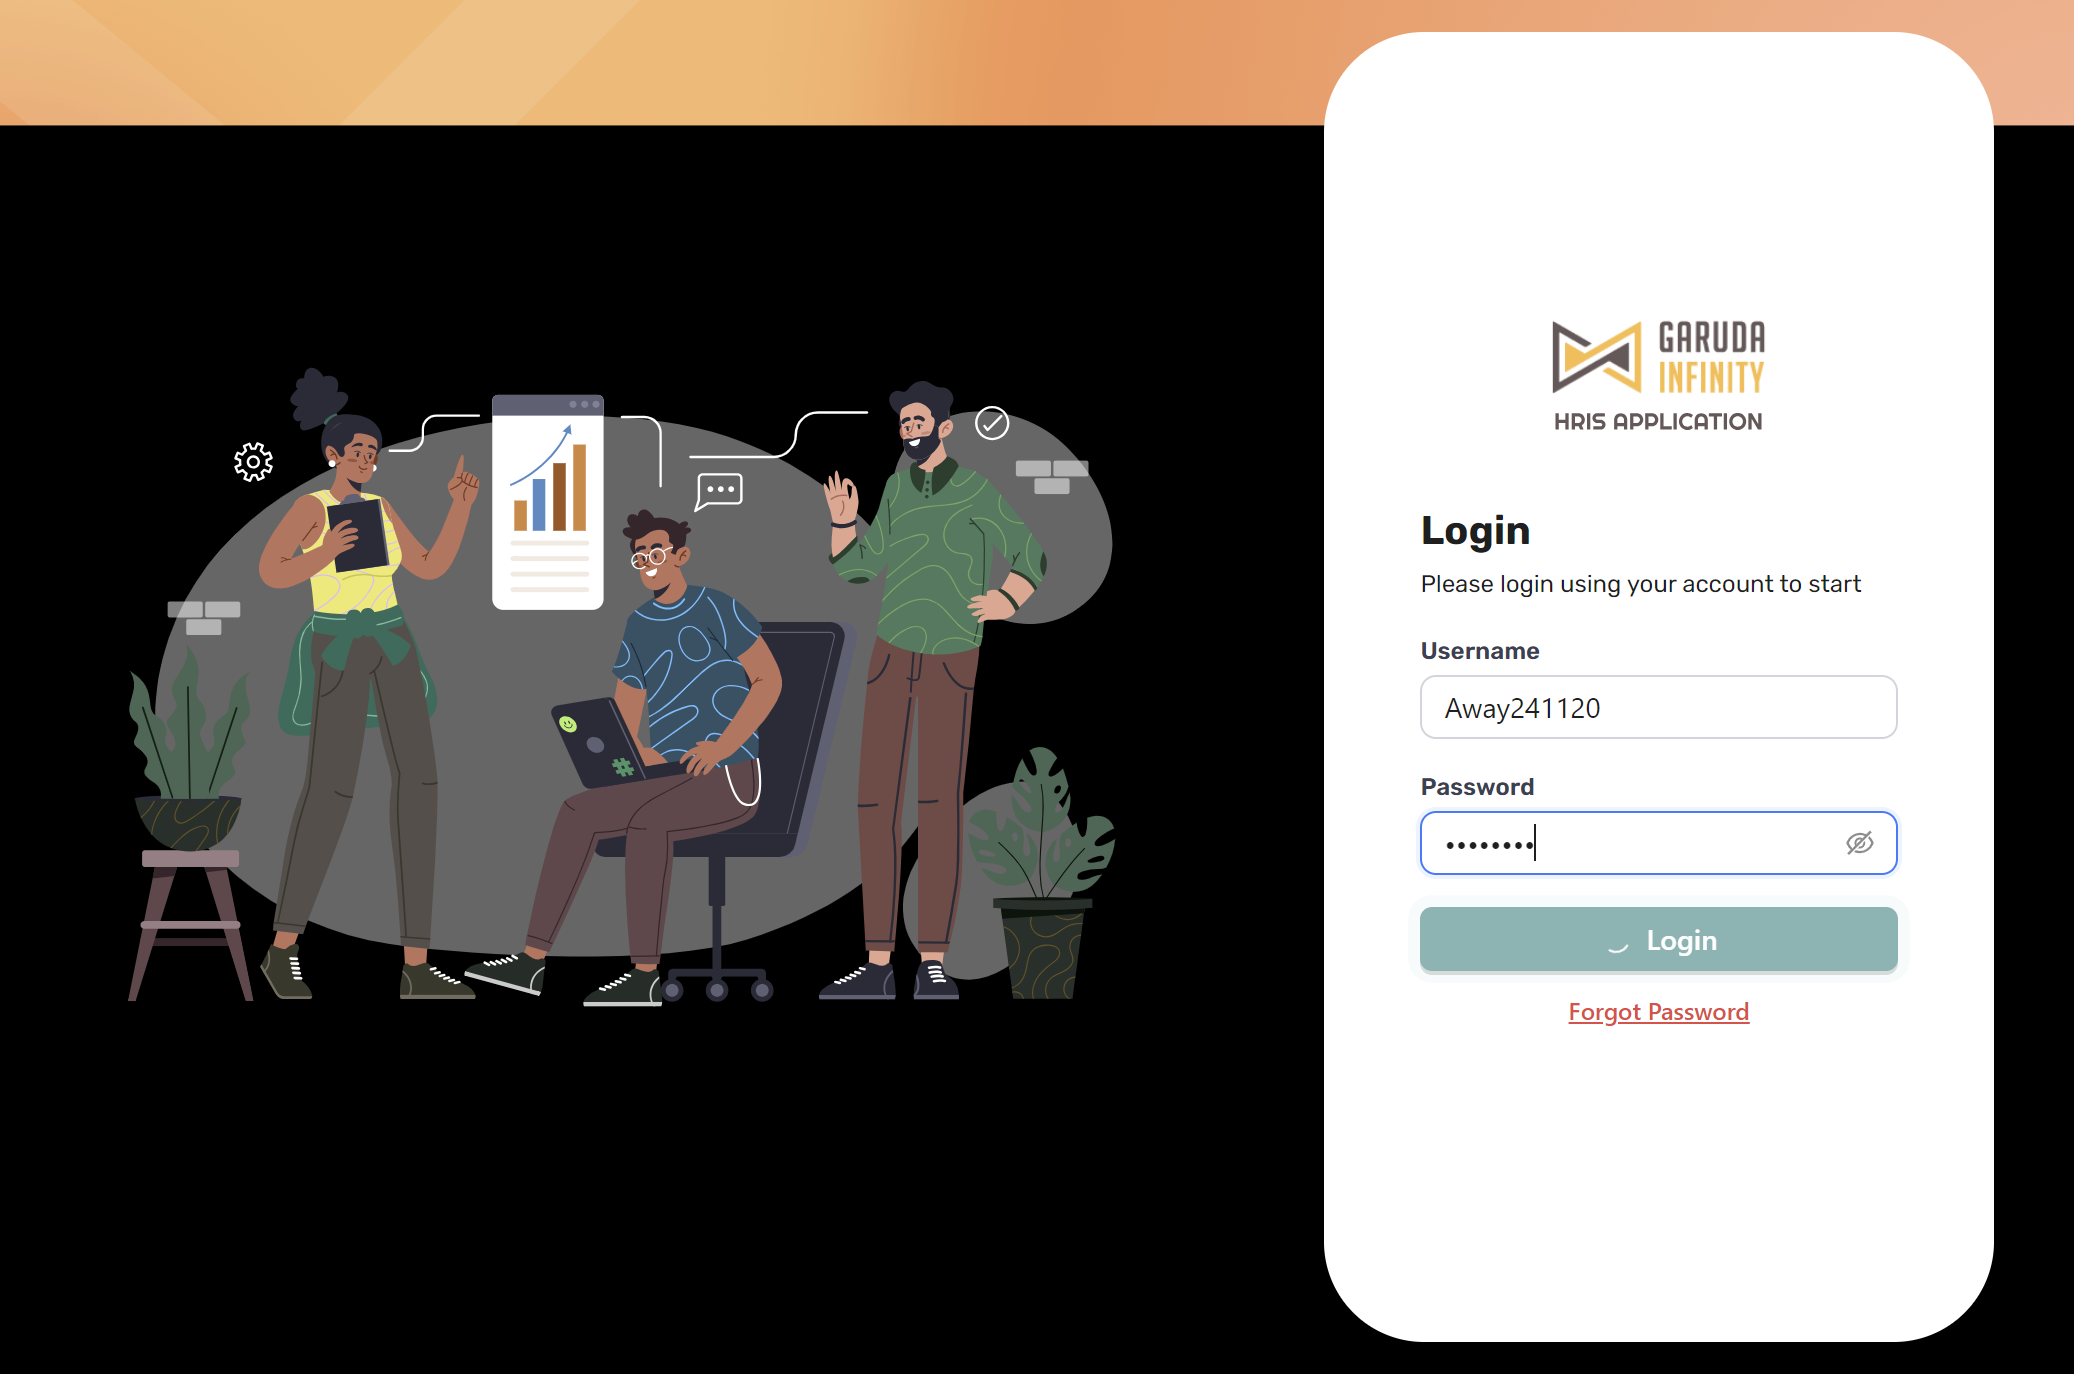 GARUDA
INFINITY
HRIS APPLICATION
Login
Please login using your account to start
Username
Away241120
Password
••••••••
Login
Forgot Password